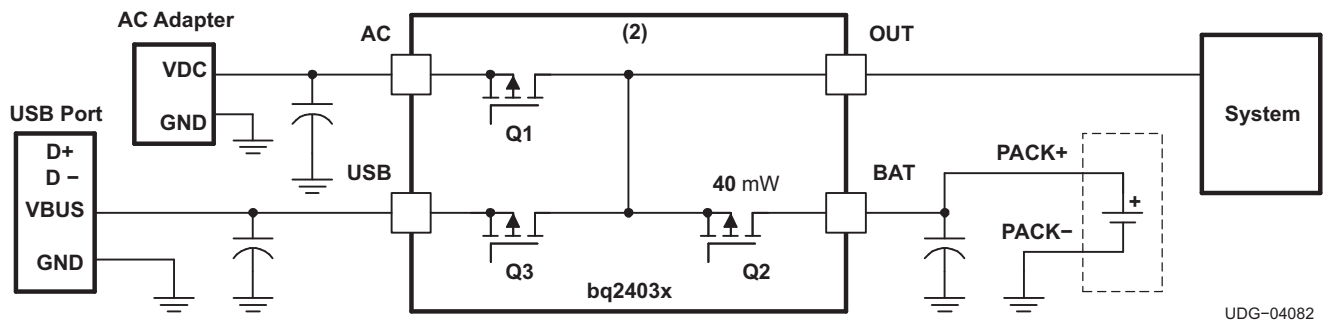 AC Adapter
VDC
GND
USB Port
D+
D −
VBUS
GND
AC
USB
(2)
Q1
Q3
40 mW
Q2
bq2403x
OUT
BAT
PACK+
+
PACK−
System
UDG−04082